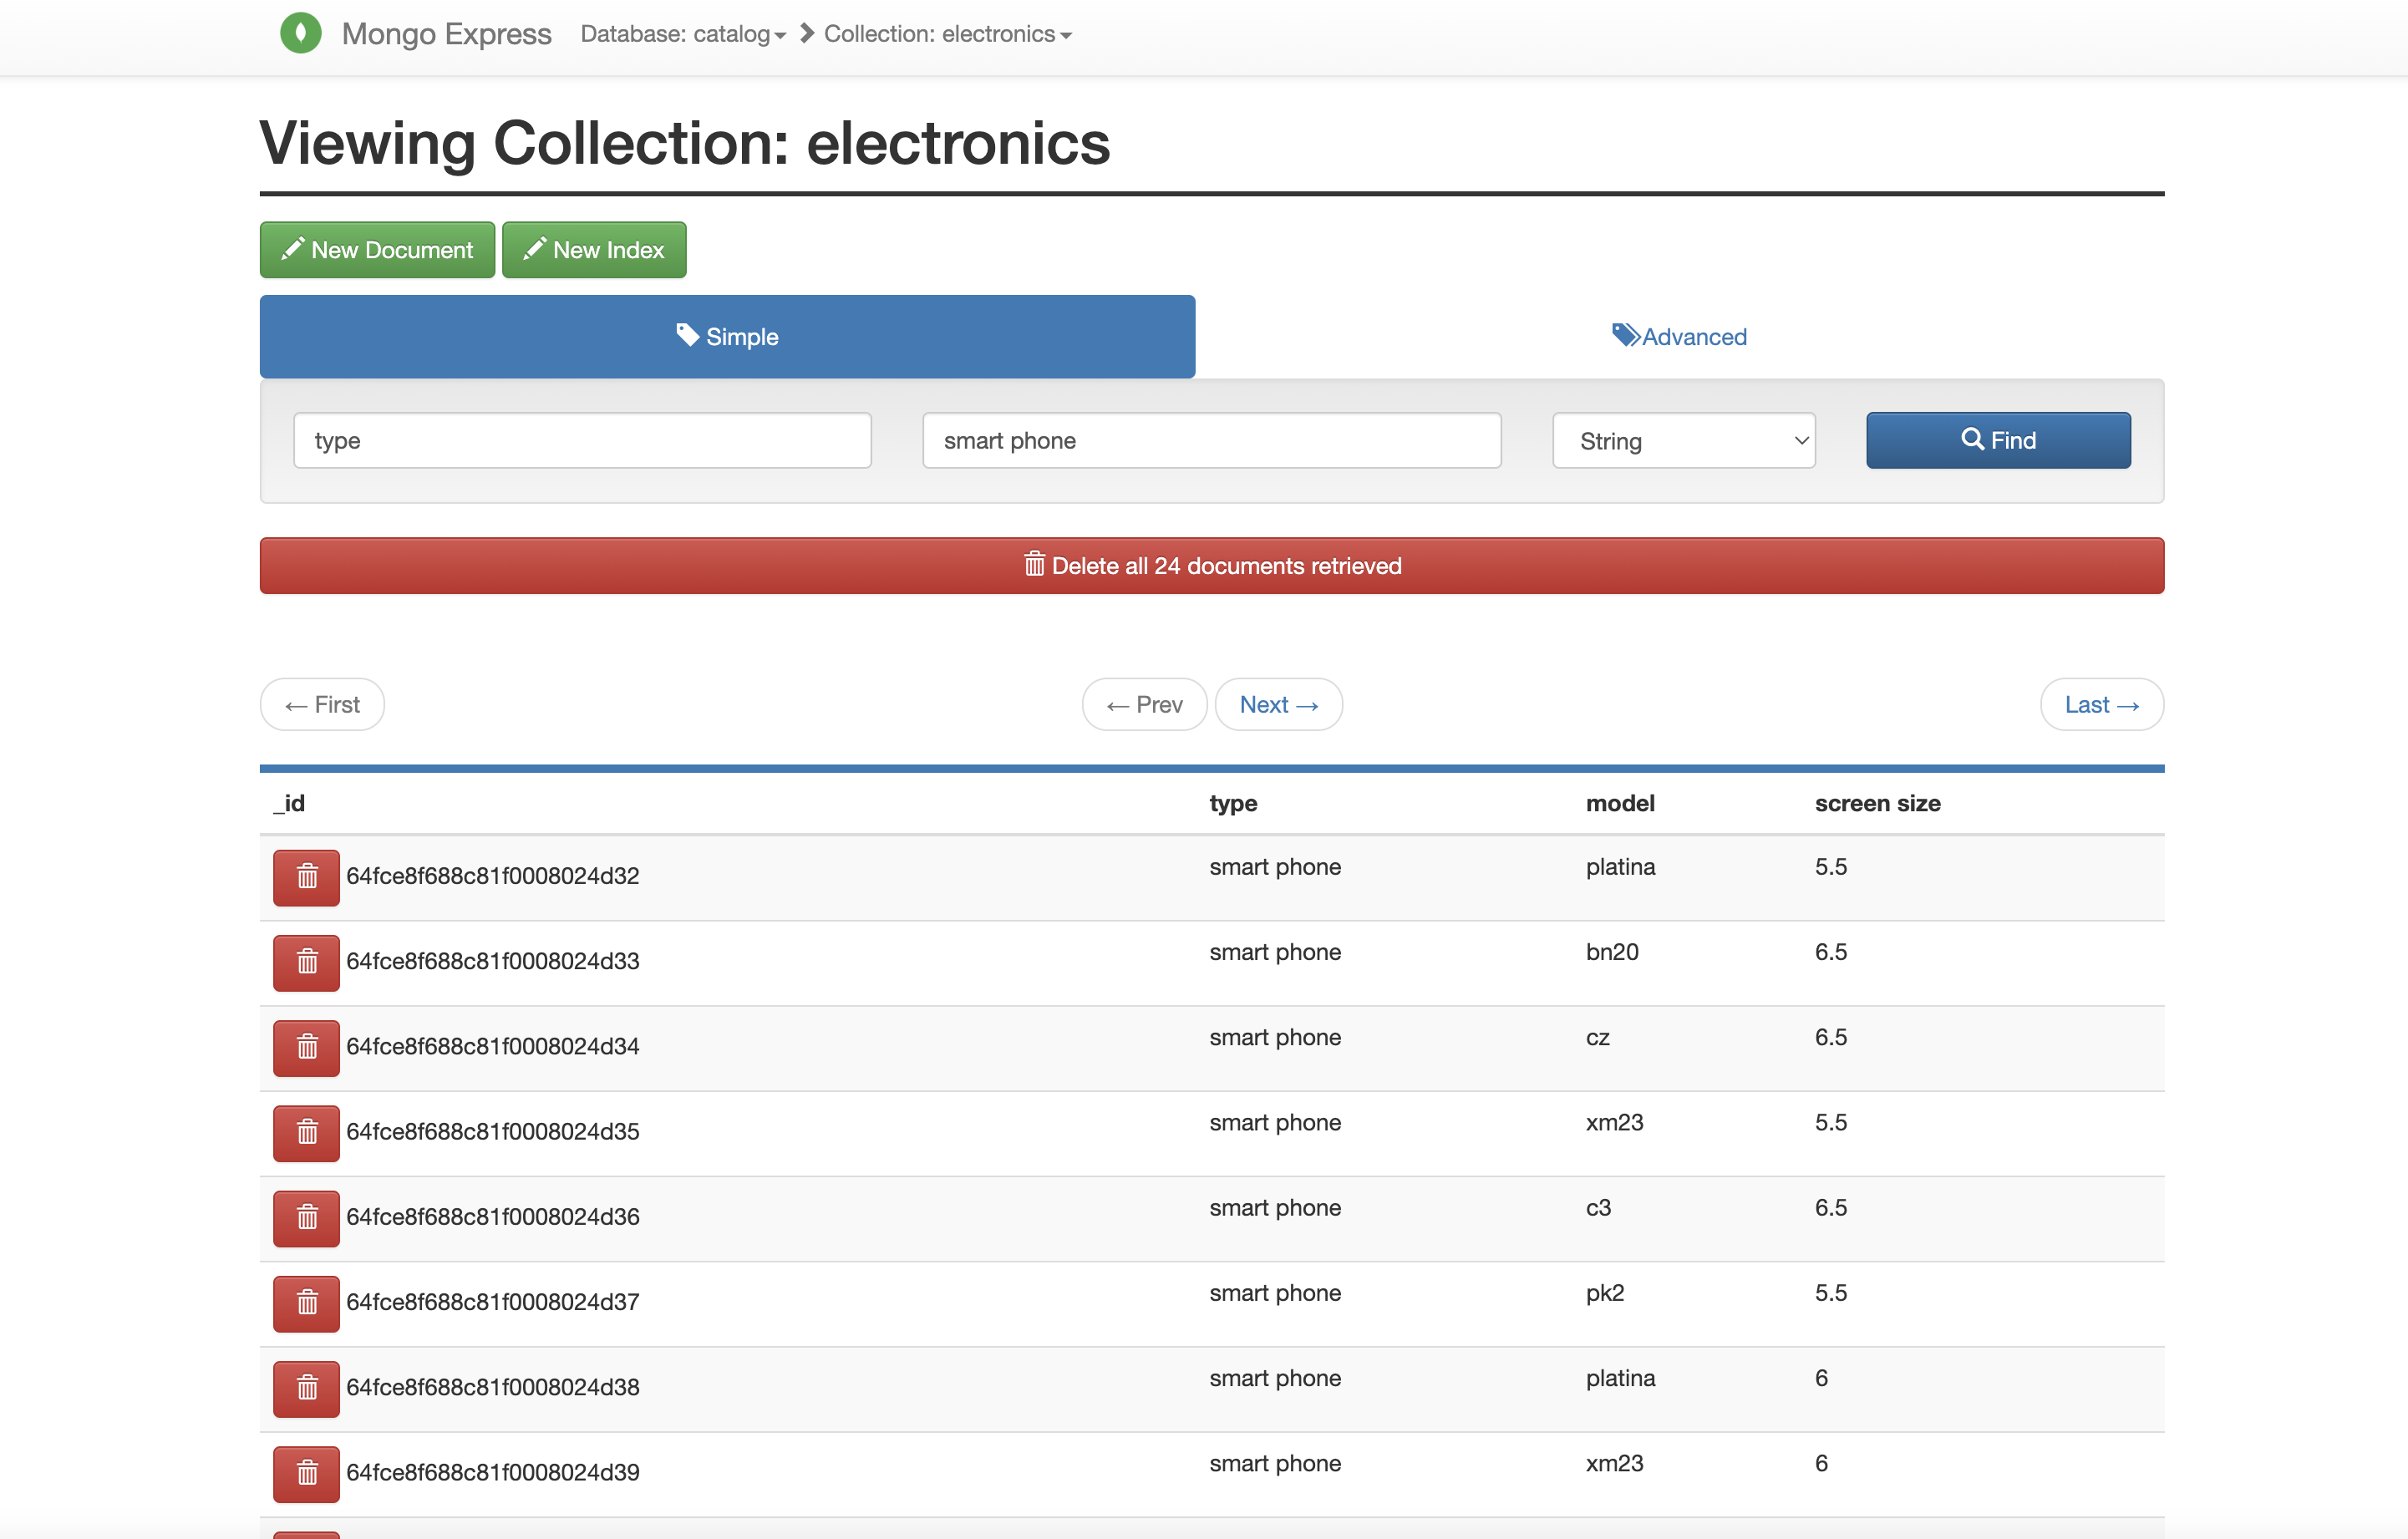 Mongo Express Database: catalog Collection: electronics
Viewing Collection: electronics
New Document New Index
Simple Advanced
type smart phone String Find
Delete all 24 documents retrieved
← First ← Prev Next → Last →
_id type model screen size
64fce8f688c81f0008024d32 smart phone platina 5.5
64fce8f688c81f0008024d33 smart phone bn20 6.5
64fce8f688c81f0008024d34 smart phone cz 6.5
64fce8f688c81f0008024d35 smart phone xm23 5.5
64fce8f688c81f0008024d36 smart phone c3 6.5
64fce8f688c81f0008024d37 smart phone pk2 5.5
64fce8f688c81f0008024d38 smart phone platina 6
64fce8f688c81f0008024d39 smart phone xm23 6